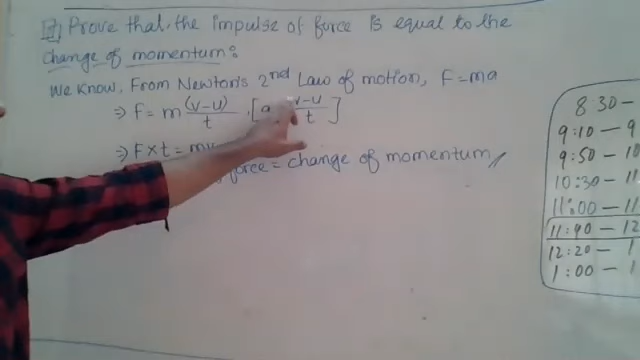 Prove that the impulse of force is equal to the
change of momentum:
We know, From Newton's 2nd Law of motion, F=ma
⇒ F = m (v-u)/t [a v-u/t]
⇒ F×t = mv
force = change of momentum
8:30-
9:10-9
9:50-10
10:30-11
11:00-11
11:40-12
12:20-1
1:00-1